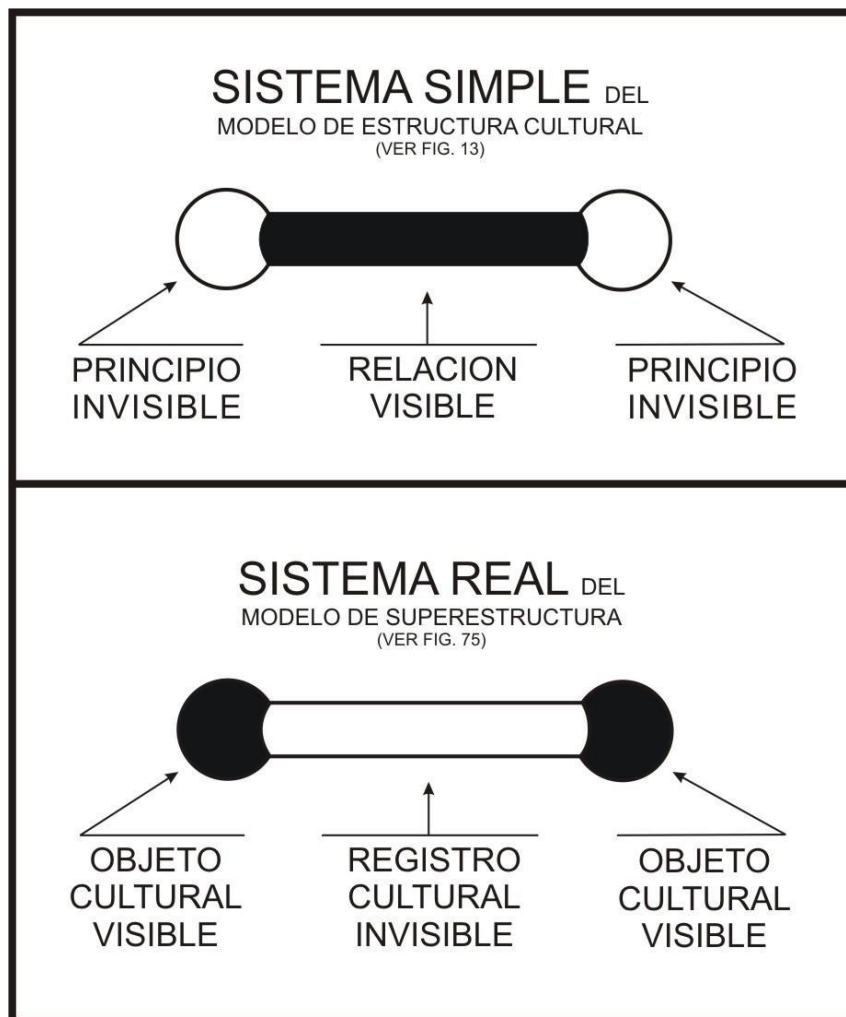 SISTEMA SIMPLE DEL
MODELO DE ESTRUCTURA CULTURAL
(VER FIG. 13)
PRINCIPIO
INVISIBLE
RELACION
VISIBLE
PRINCIPIO
INVISIBLE
SISTEMA REAL DEL
MODELO DE SUPERESTRUCTURA
(VER FIG. 75)
OBJETO
CULTURAL
VISIBLE
REGISTRO
CULTURAL
INVISIBLE
OBJETO
CULTURAL
VISIBLE